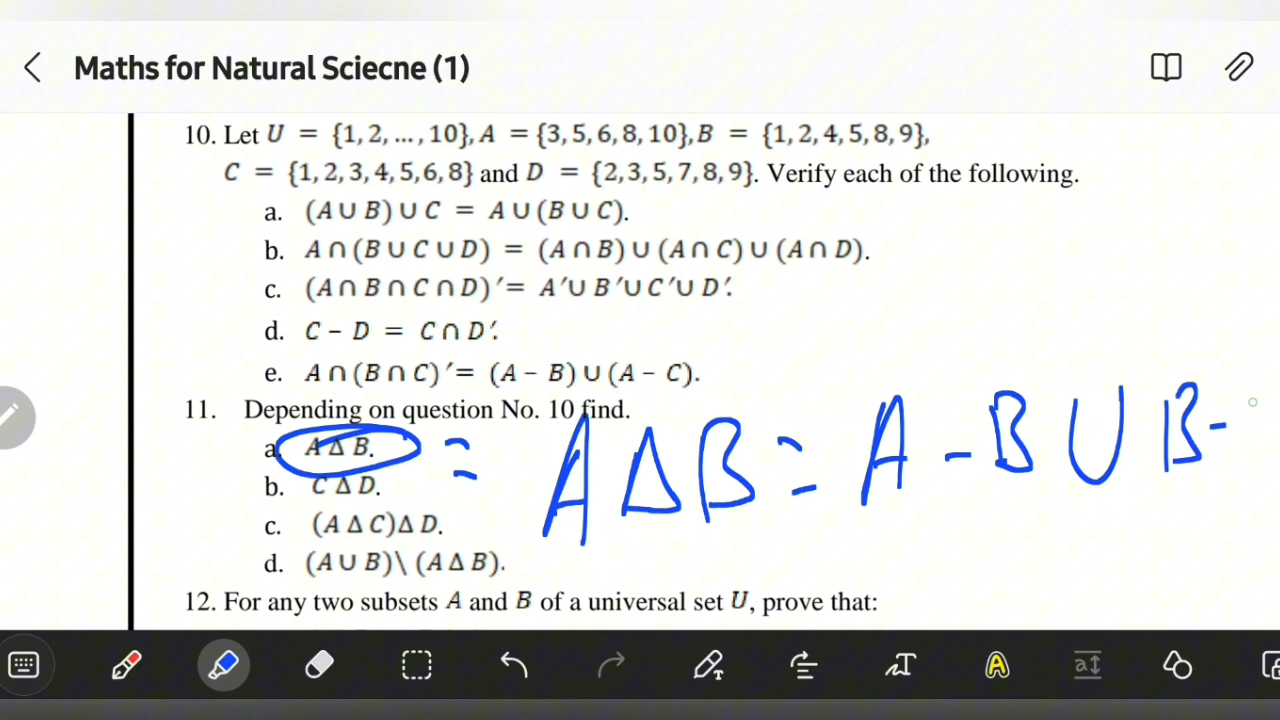 Maths for Natural Sciecne (1)
10. Let U = {1, 2, ... , 10}, A = {3, 5, 6, 8, 10}, B = {1, 2, 4, 5, 8, 9},
C = {1, 2, 3, 4, 5, 6, 8} and D = {2, 3, 5, 7, 8, 9}. Verify each of the following.
a. (A ∪ B) ∪ C = A ∪ (B ∪ C).
b. A ∩ (B ∪ C ∪ D) = (A ∩ B) ∪ (A ∩ C) ∪ (A ∩ D).
c. (A ∩ B ∩ C ∩ D)′ = A′ ∪ B′ ∪ C′ ∪ D′.
d. C − D = C ∩ D′.
e. A ∩ (B ∩ C)′ = (A − B) ∪ (A − C).
11. Depending on question No. 10 find.
a. A Δ B. = A Δ B = A - B ∪ B -
b. C Δ D.
c. (A Δ C) Δ D.
d. (A ∪ B)\ (A Δ B).
12. For any two subsets A and B of a universal set U, prove that: